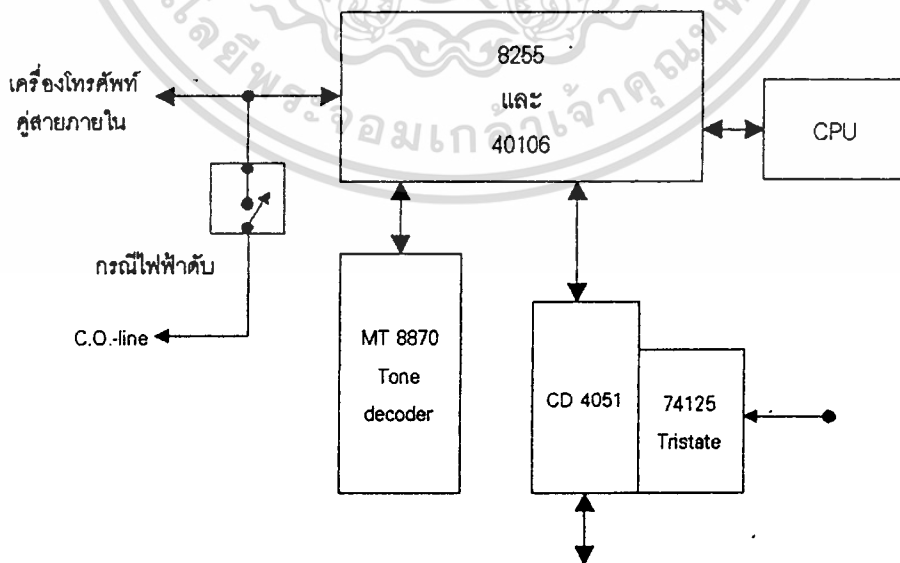 8255
และ
40106
เครื่องโทรศัพท์
คู่สายภายใน
CPU
กรณีไฟฟ้าดับ
C.O.-line
MT 8870
Tone
decoder
CD 4051
74125
Tristate